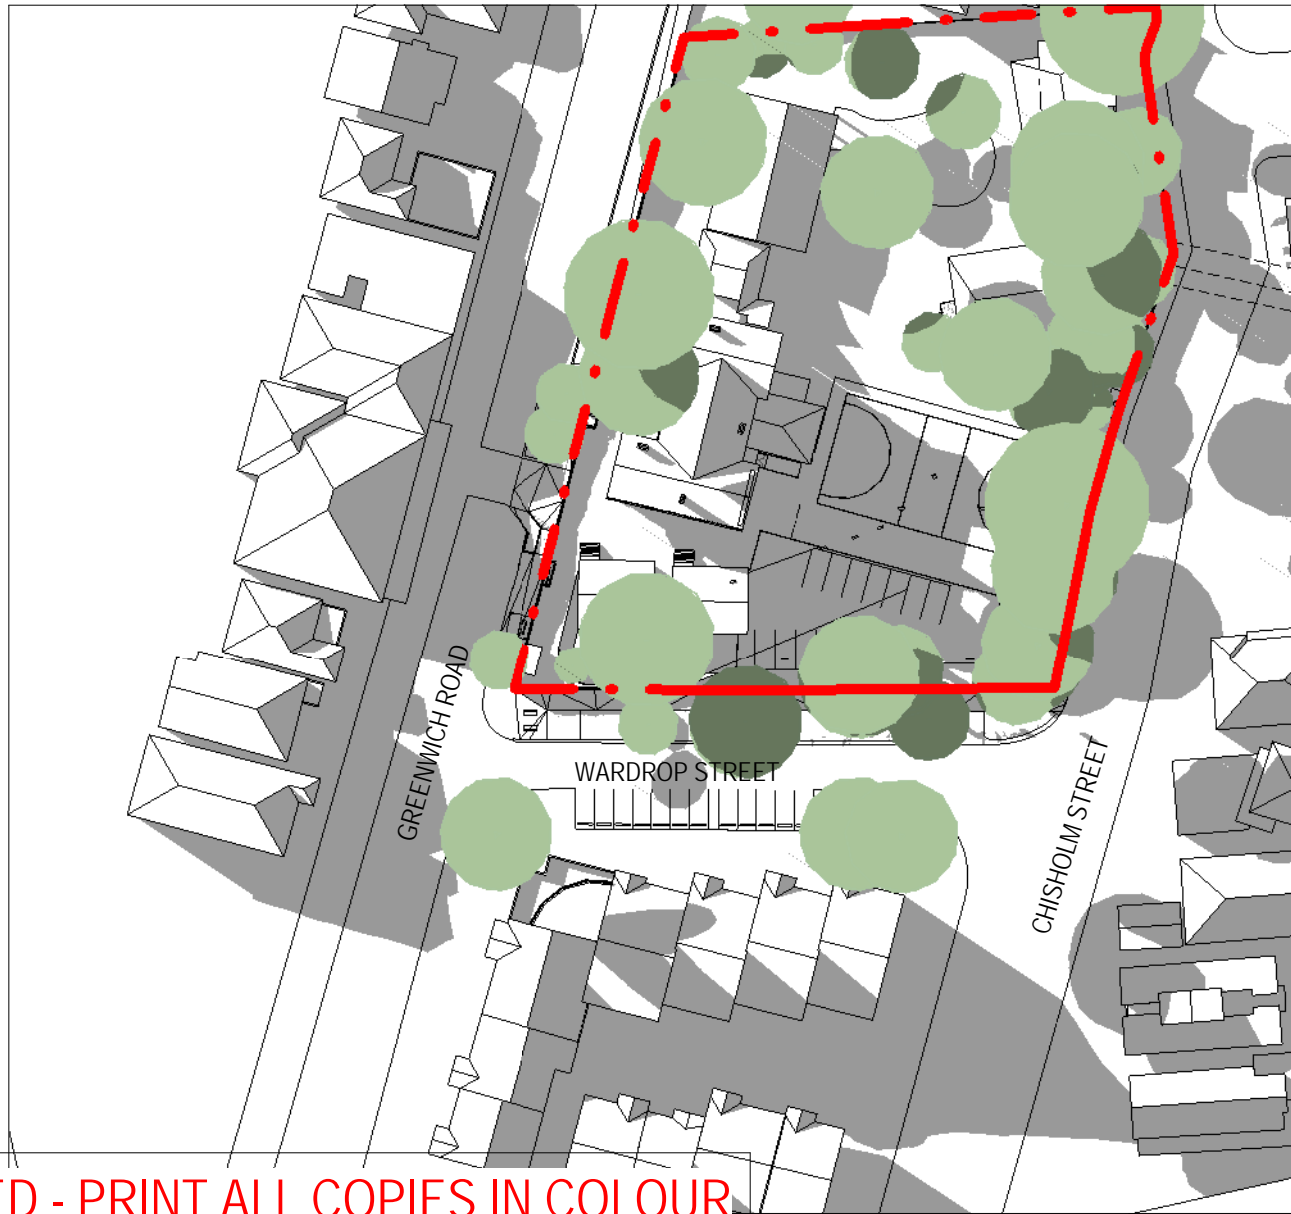 GREENWICH ROAD
WARDROP STREET
CHISHOLM STREET
- PRINT ALL COPIES IN COLOUR